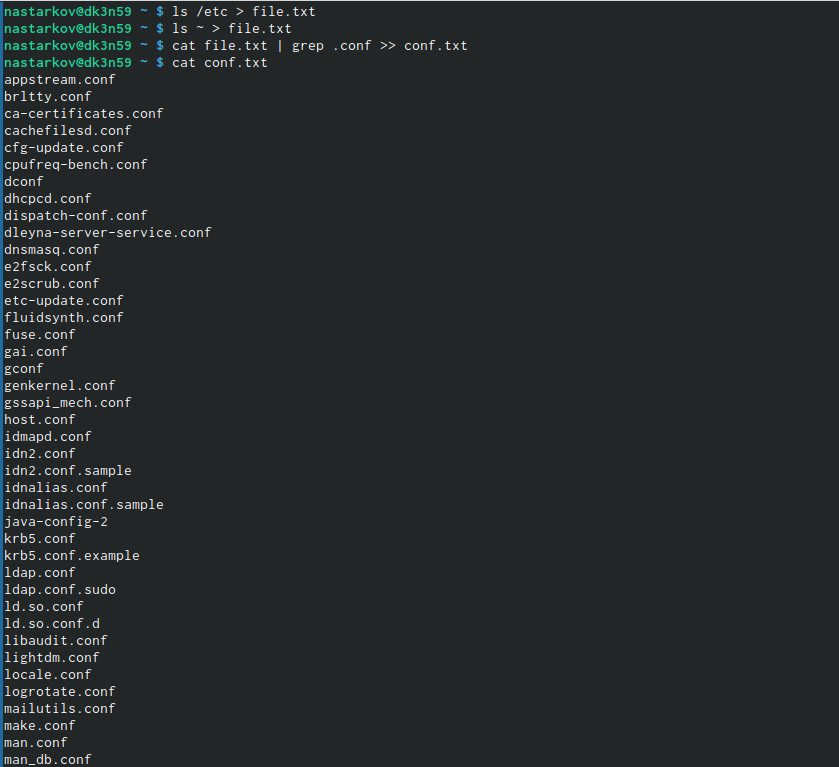 nastarkov@dk3n59 ~ $ ls /etc > file.txt
nastarkov@dk3n59 ~ $ ls ~ > file.txt
nastarkov@dk3n59 ~ $ cat file.txt | grep .conf >> conf.txt
nastarkov@dk3n59 ~ $ cat conf.txt
appstream.conf
brltty.conf
ca-certificates.conf
cachefilesd.conf
cfg-update.conf
cpufreq-bench.conf
dconf
dhcpcd.conf
dispatch-conf.conf
dleyna-server-service.conf
dnsmasq.conf
e2fsck.conf
e2scrub.conf
etc-update.conf
fluidsynth.conf
fuse.conf
gai.conf
gconf
genkernel.conf
gssapi_mech.conf
host.conf
idmapd.conf
idn2.conf
idn2.conf.sample
idnalias.conf
idnalias.conf.sample
java-config-2
krb5.conf
krb5.conf.example
ldap.conf
ldap.conf.sudo
ld.so.conf
ld.so.conf.d
libaudit.conf
lightdm.conf
locale.conf
logrotate.conf
mailutils.conf
make.conf
man.conf
man_db.conf